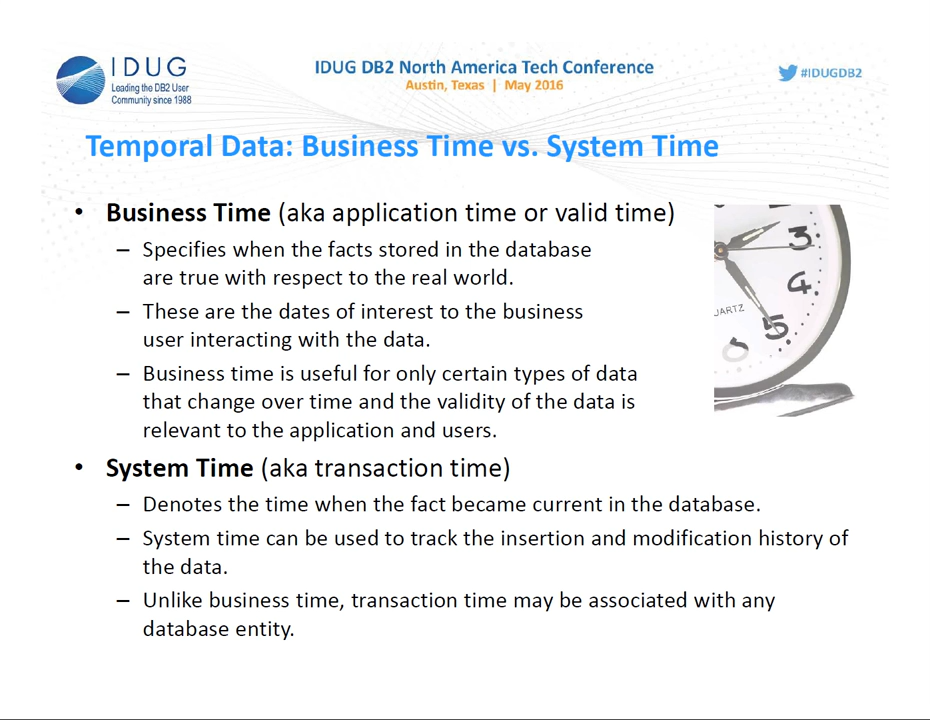 IDUG
Leading the DB2 User
Community since 1988
IDUG DB2 North America Tech Conference
Austin, Texas | May 2016
#IDUGDB2
Temporal Data: Business Time vs. System Time
• Business Time (aka application time or valid time)
– Specifies when the facts stored in the database
are true with respect to the real world.
– These are the dates of interest to the business
user interacting with the data.
– Business time is useful for only certain types of data
that change over time and the validity of the data is
relevant to the application and users.
3
4
UARTZ
5
6
• System Time (aka transaction time)
– Denotes the time when the fact became current in the database.
– System time can be used to track the insertion and modification history of
the data.
– Unlike business time, transaction time may be associated with any
database entity.